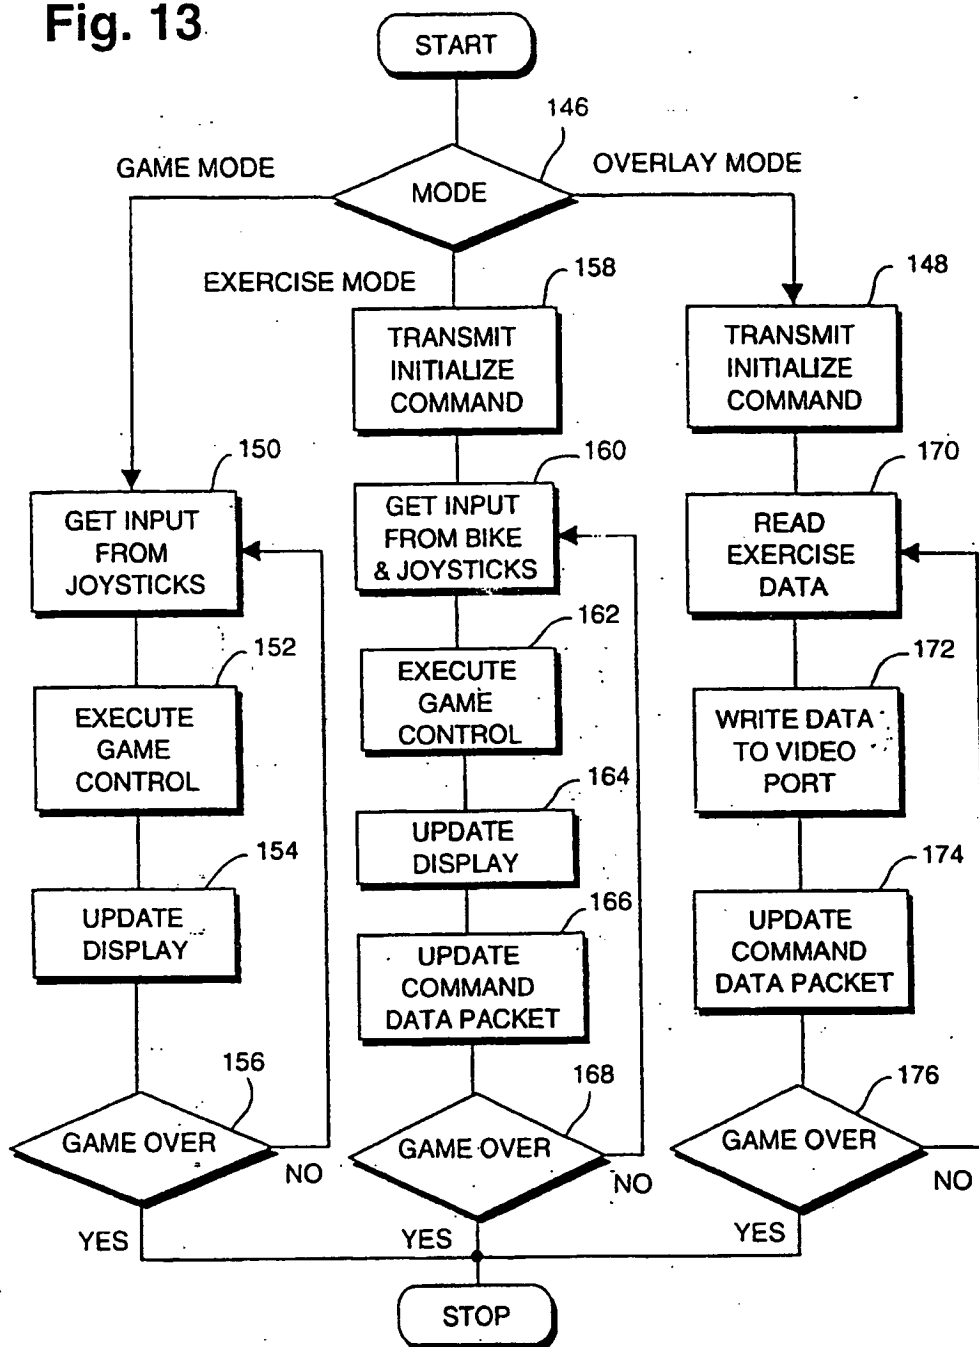 Fig. 13
START
146
GAME MODE
MODE
OVERLAY MODE
EXERCISE MODE
158
TRANSMIT
INITIALIZE
COMMAND
148
TRANSMIT
INITIALIZE
COMMAND
150
GET INPUT
FROM
JOYSTICKS
160
GET INPUT
FROM BIKE
& JOYSTICKS
170
READ
EXERCISE
DATA
152
EXECUTE
GAME
CONTROL
162
EXECUTE
GAME
CONTROL
172
WRITE DATA
TO VIDEO
PORT
154
UPDATE
DISPLAY
164
UPDATE
DISPLAY
166
UPDATE
COMMAND
DATA PACKET
174
UPDATE
COMMAND
DATA PACKET
156
GAME OVER
NO
YES
168
GAME OVER
NO
YES
176
GAME OVER
NO
YES
STOP